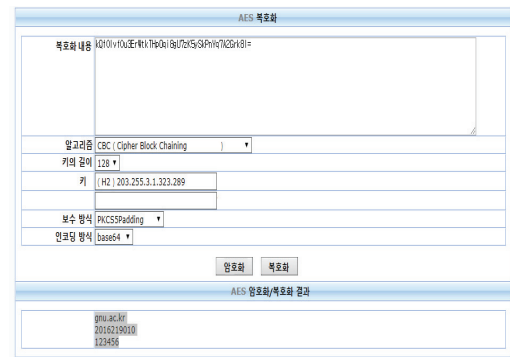 AES 복호화
복호화 내용
알고리즘 CBC ( Cipher Block Chaining )
키의 길이 128
키 ( H2 ) 203.255.3.1.323.289
보수 방식 PKCS5Padding
인코딩 방식 base64
암호화 복호화
AES 암호화/복호화 결과
gnu.ac.kr
2016219010
123456